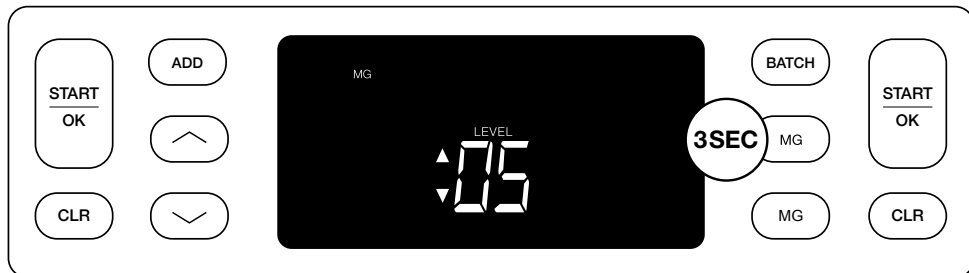 START
OK
CLR
ADD
MG
LEVEL
05
BATCH
3SEC
MG
MG
START
OK
CLR